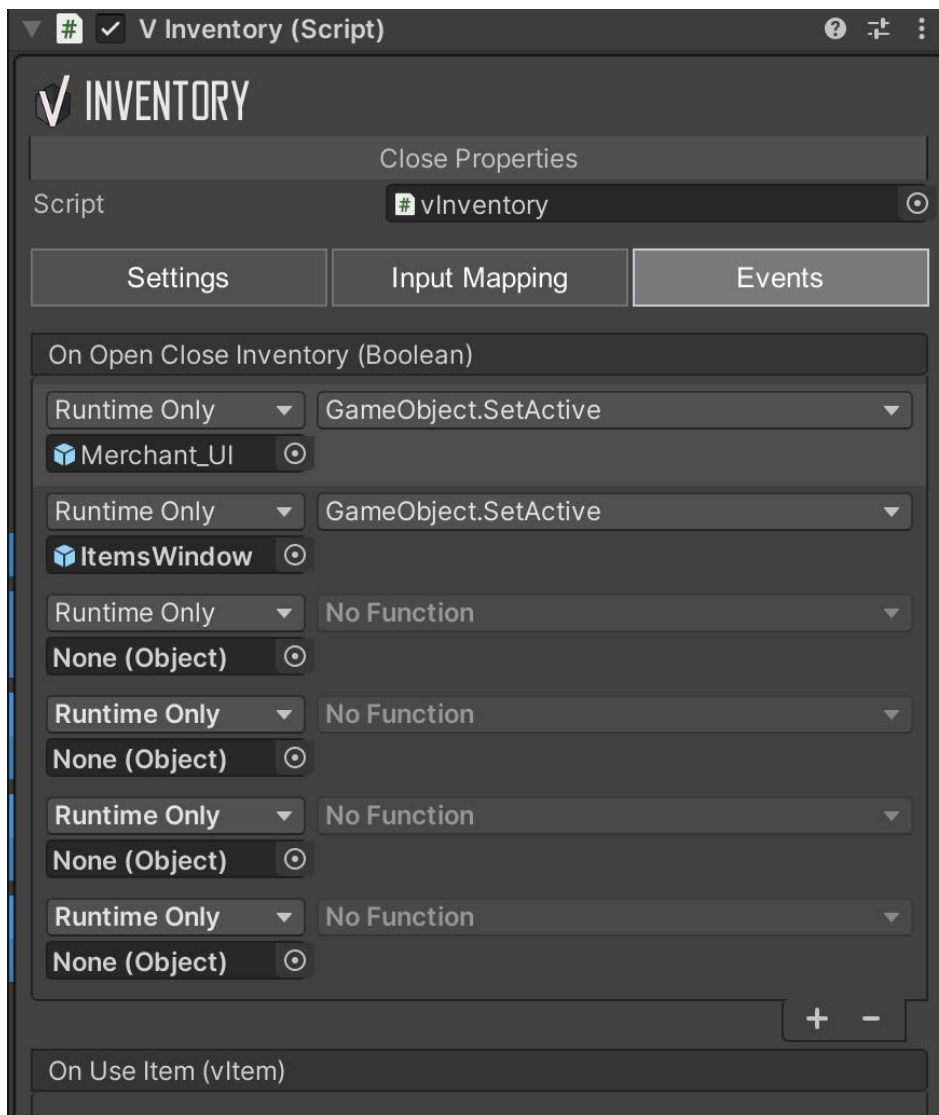 V Inventory (Script)
V INVENTORY
Close Properties
Script vInventory
Settings Input Mapping Events
On Open Close Inventory (Boolean)
Runtime Only GameObject.SetActive
Merchant_UI
Runtime Only GameObject.SetActive
ItemsWindow
Runtime Only No Function
None (Object)
Runtime Only No Function
None (Object)
Runtime Only No Function
None (Object)
Runtime Only No Function
None (Object)
+ −
On Use Item (vItem)